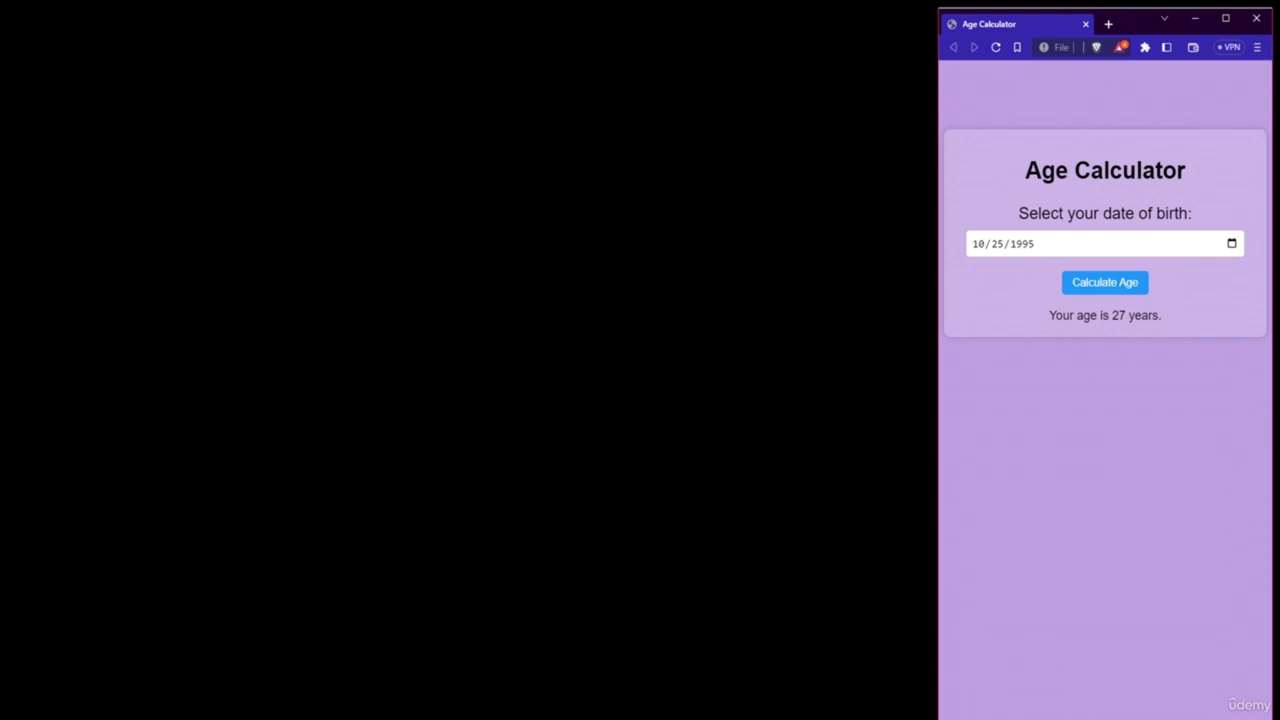 Age Calculator
File
VPN
Age Calculator
Select your date of birth:
10/25/1995
Calculate Age
Your age is 27 years.
ûdemy